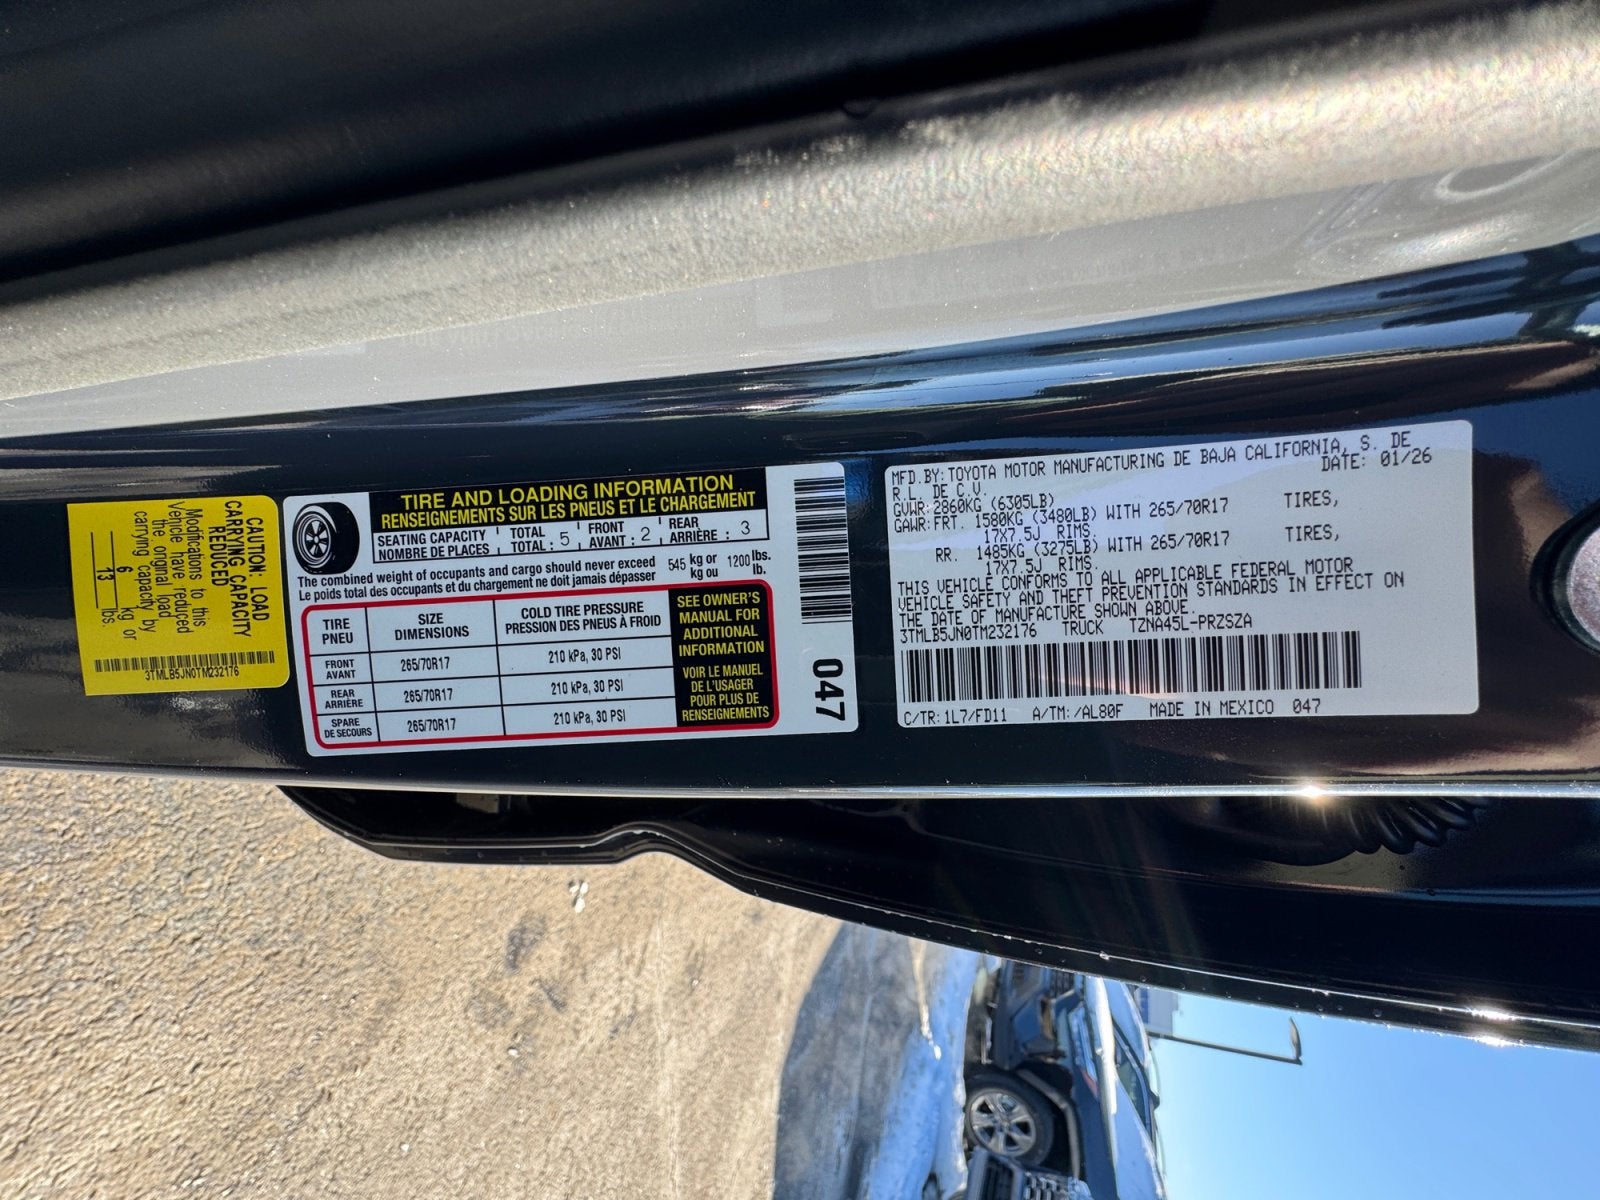 CAUTION: LOAD
CARRYING CAPACITY
REDUCED
Modifications to this
Vehicle have reduced
the original load
carrying capacity by
6 kg or
13 lbs.
3TMLB5JN0TM232176
TIRE AND LOADING INFORMATION
RENSEIGNEMENTS SUR LES PNEUS ET LE CHARGEMENT
SEATING CAPACITY
NOMBRE DE PLACES
TOTAL
TOTAL : 5
FRONT
AVANT : 2
REAR
ARRIÈRE : 3
The combined weight of occupants and cargo should never exceed 545 kg or 1200 lbs.
Le poids total des occupants et du chargement ne doit jamais dépasser kg ou lb.
TIRE
PNEU
SIZE
DIMENSIONS
COLD TIRE PRESSURE
PRESSION DES PNEUS À FROID
FRONT
AVANT
265/70R17
210 kPa, 30 PSI
REAR
ARRIÈRE
265/70R17
210 kPa, 30 PSI
SPARE
DE SECOURS
265/70R17
210 kPa, 30 PSI
SEE OWNER'S
MANUAL FOR
ADDITIONAL
INFORMATION
VOIR LE MANUEL
DE L'USAGER
POUR PLUS DE
RENSEIGNEMENTS
047
MFD.BY:TOYOTA MOTOR MANUFACTURING DE BAJA CALIFORNIA, S. DE
R.L. DE C.V. DATE: 01/26
GVWR:2860KG (6305LB)
GAWR:FRT. 1580KG (3480LB) WITH 265/70R17 TIRES,
17X7.5J RIMS.
RR. 1485KG (3275LB) WITH 265/70R17 TIRES,
17X7.5J RIMS.
THIS VEHICLE CONFORMS TO ALL APPLICABLE FEDERAL MOTOR
VEHICLE SAFETY AND THEFT PREVENTION STANDARDS IN EFFECT ON
THE DATE OF MANUFACTURE SHOWN ABOVE.
3TMLB5JN0TM232176 TRUCK TZNA45L-PRZSZA
C/TR: 1L7/FD11 A/TM: /AL80F MADE IN MEXICO 047